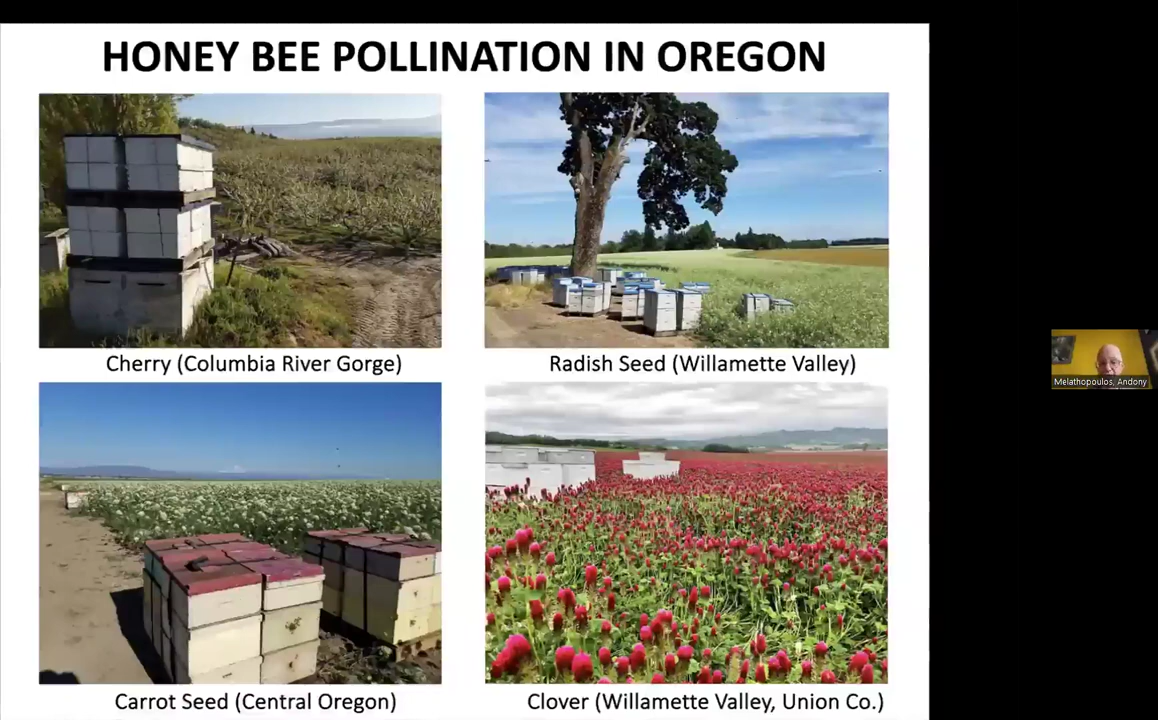 HONEY BEE POLLINATION IN OREGON
Cherry (Columbia River Gorge)
Radish Seed (Willamette Valley)
Carrot Seed (Central Oregon)
Clover (Willamette Valley, Union Co.)
Melathopoulos, Andony